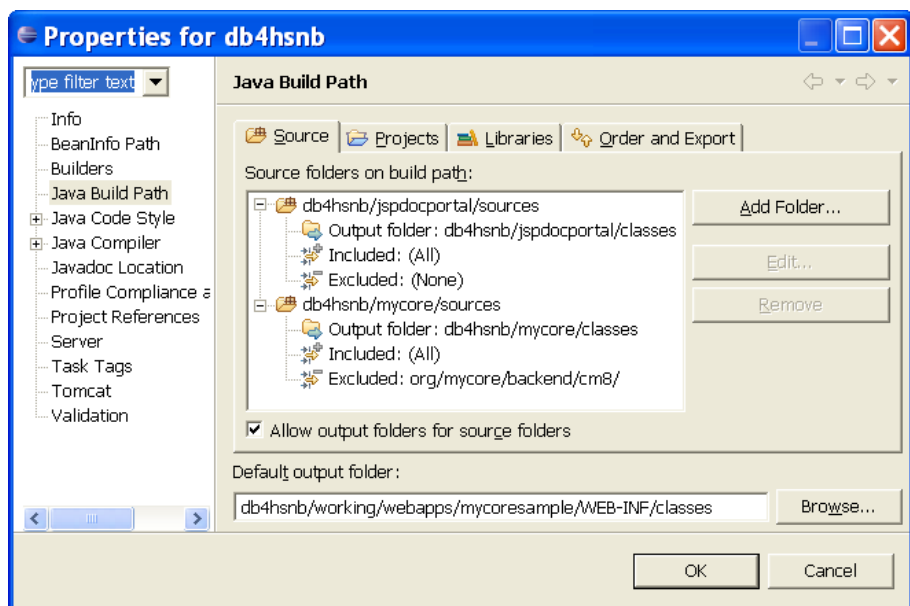 Properties for db4hsnb
ype filter text
Info
BeanInfo Path
Builders
Java Build Path
Java Code Style
Java Compiler
Javadoc Location
Profile Compliance a
Project References
Server
Task Tags
Tomcat
Validation
Java Build Path
Source Projects Libraries Order and Export
Source folders on build path:
db4hsnb/jspdocportal/sources
Output folder: db4hsnb/jspdocportal/classes
Included: (All)
Excluded: (None)
db4hsnb/mycore/sources
Output folder: db4hsnb/mycore/classes
Included: (All)
Excluded: org/mycore/backend/cm8/
Add Folder...
Edit...
Remove
Allow output folders for source folders
Default output folder:
db4hsnb/working/webapps/mycoresample/WEB-INF/classes
Browse...
OK Cancel